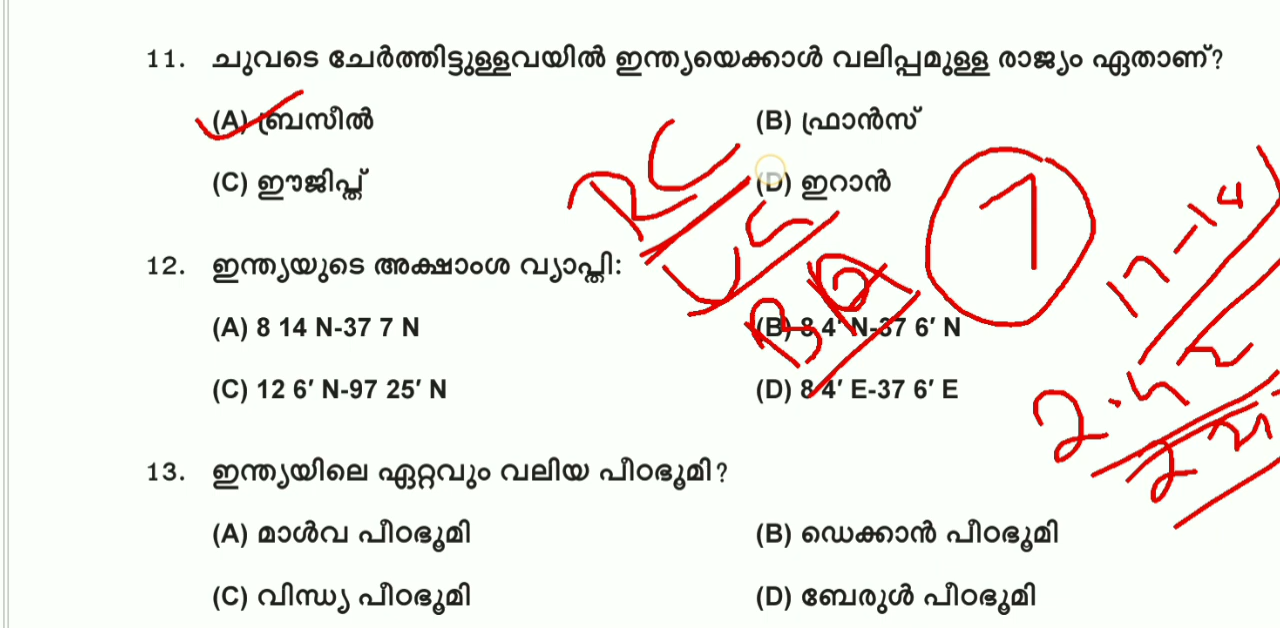 11. ചുവടെ ചേർത്തിട്ടുള്ളവയിൽ ഇന്ത്യയെക്കാൾ വലിപ്പമുള്ള രാജ്യം ഏതാണ്?
(A) ബ്രസീൽ (B) ഫ്രാൻസ്
(C) ഈജിപ്ത് (D) ഇറാൻ
12. ഇന്ത്യയുടെ അക്ഷാംശ വ്യാപ്തി:
(A) 8 14 N-37 7 N (B) 8 4′ N-37 6′ N
(C) 12 6′ N-97 25′ N (D) 8 4′ E-37 6′ E
13. ഇന്ത്യയിലെ ഏറ്റവും വലിയ പീഠഭൂമി?
(A) മാൾവ പീഠഭൂമി (B) ഡെക്കാൻ പീഠഭൂമി
(C) വിന്ധ്യ പീഠഭൂമി (D) ബേരുൾ പീഠഭൂമി